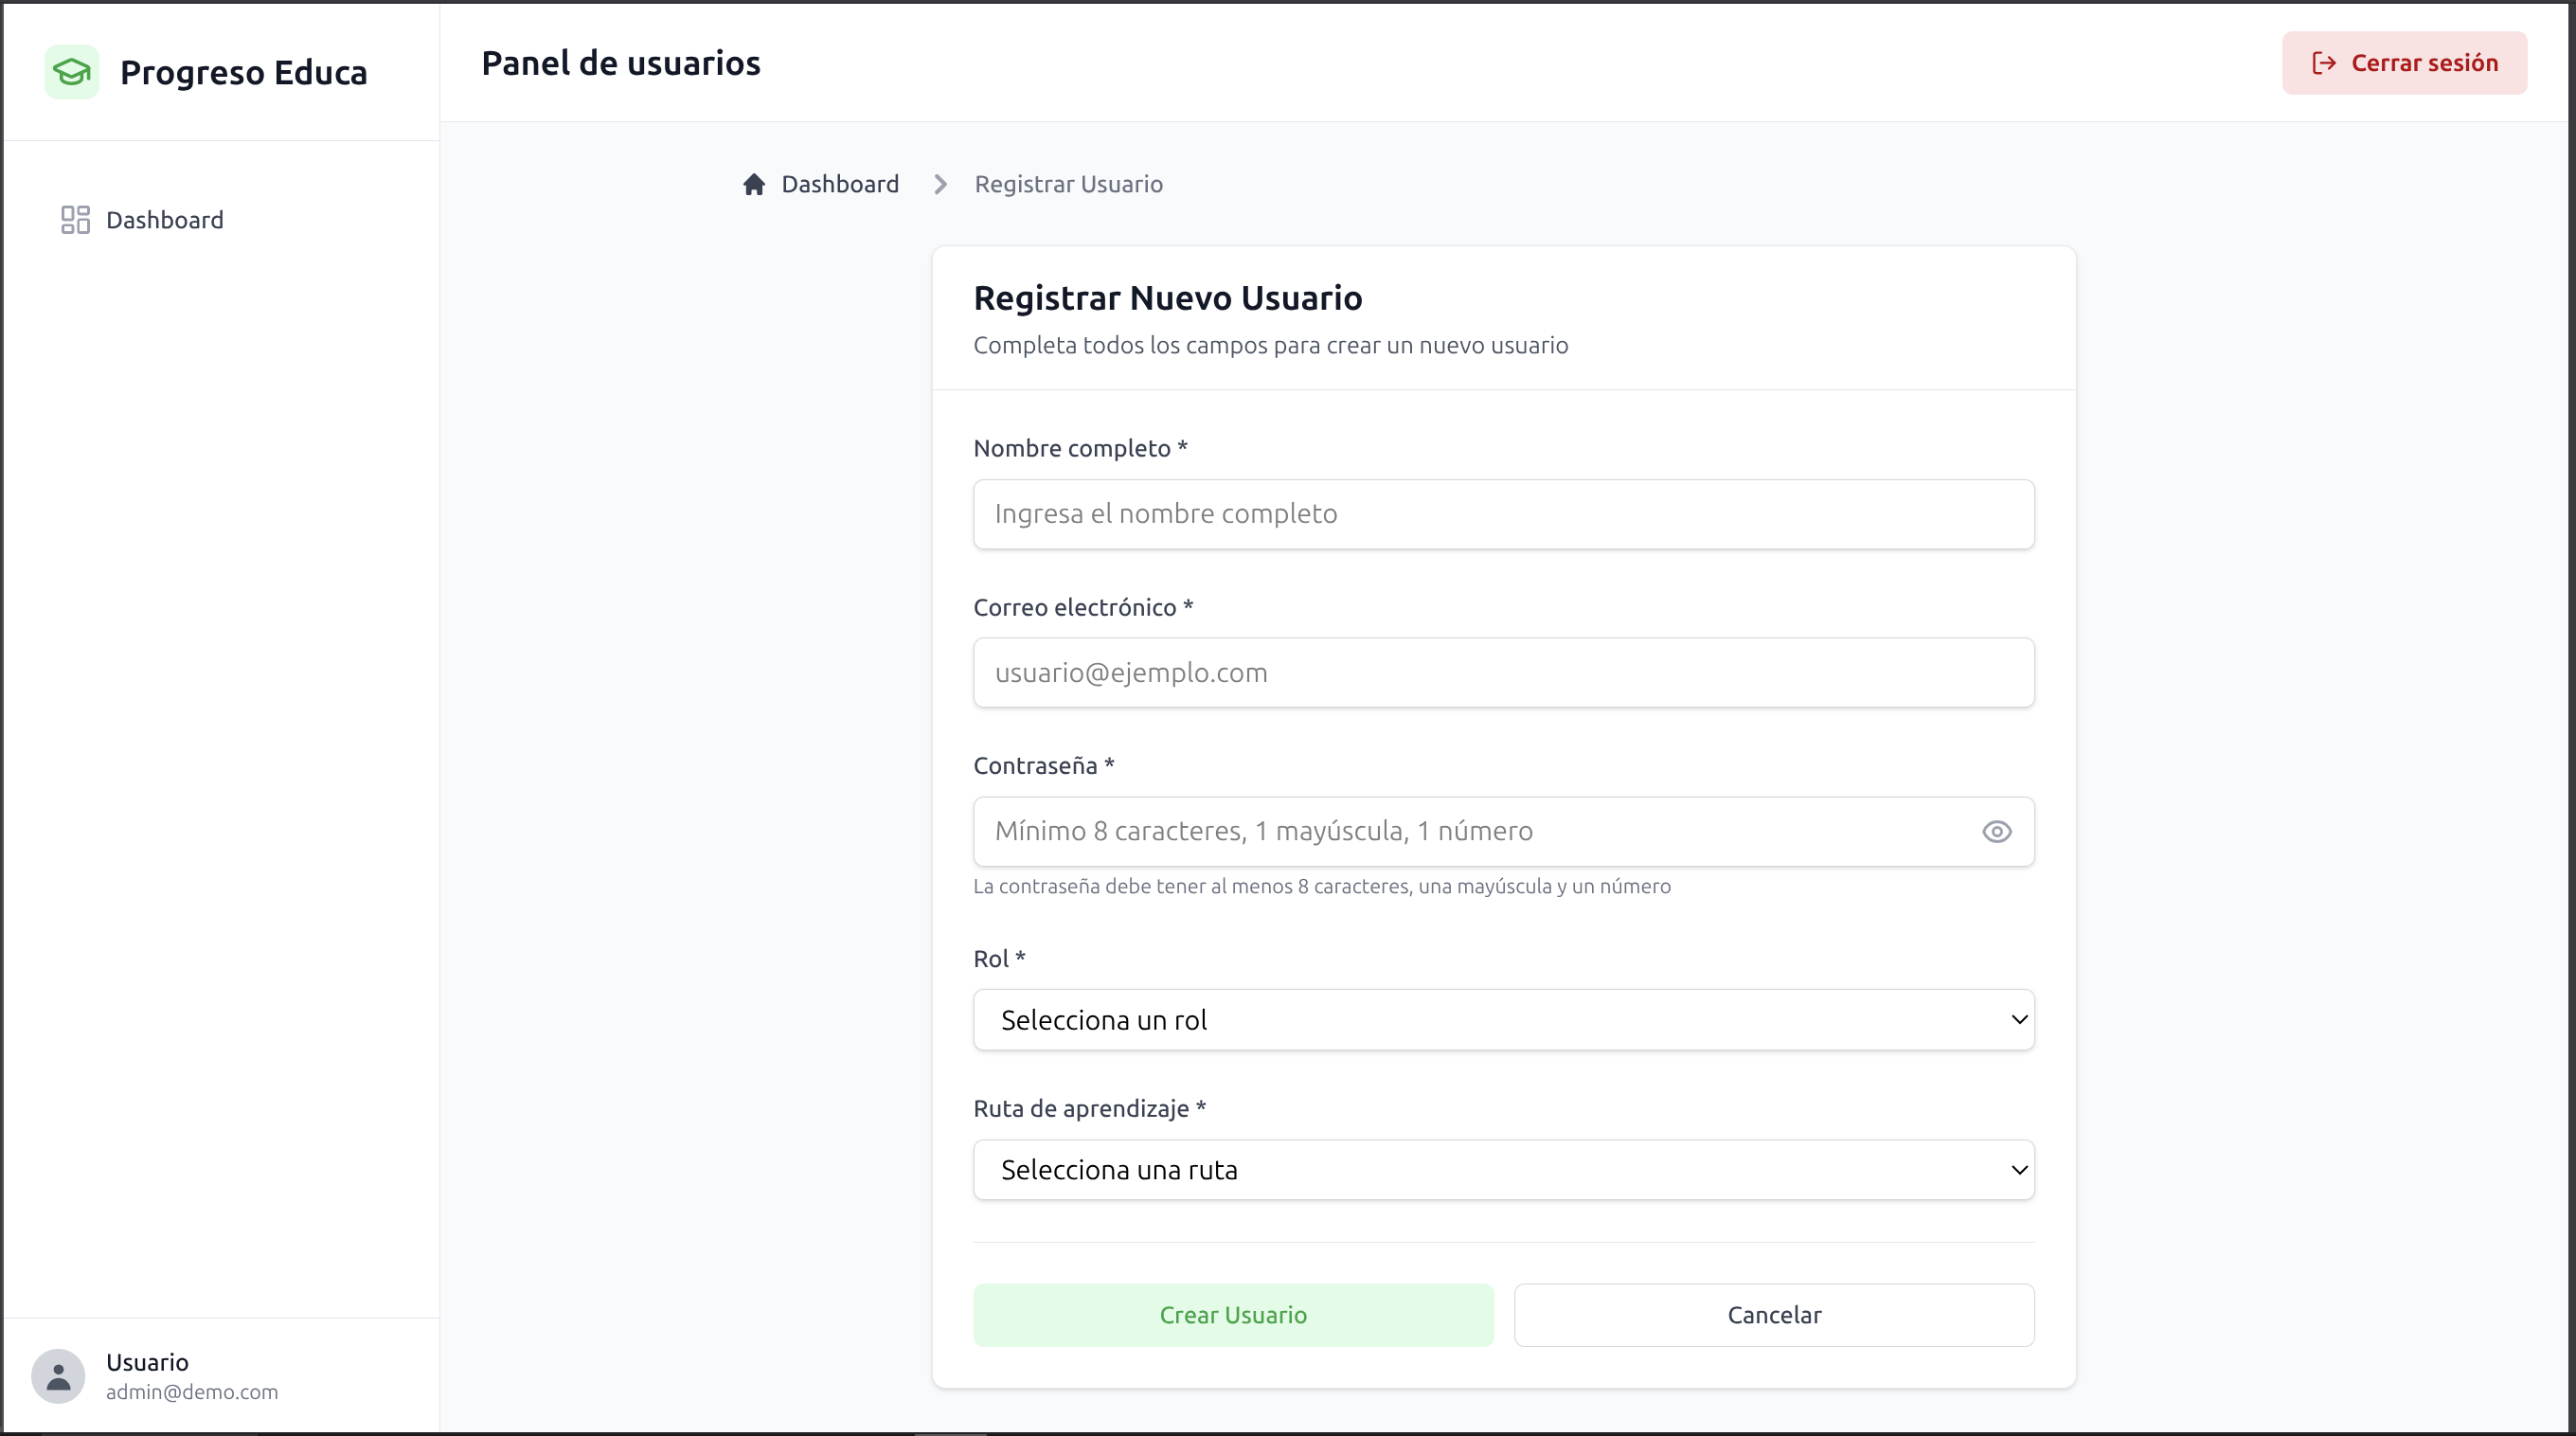 Progreso Educa
Dashboard
Usuario
admin@demo.com
Panel de usuarios
Cerrar sesión
Dashboard
Registrar Usuario
Registrar Nuevo Usuario
Completa todos los campos para crear un nuevo usuario
Nombre completo *
Ingresa el nombre completo
Correo electrónico *
usuario@ejemplo.com
Contraseña *
Mínimo 8 caracteres, 1 mayúscula, 1 número
La contraseña debe tener al menos 8 caracteres, una mayúscula y un número
Rol *
Selecciona un rol
Ruta de aprendizaje *
Selecciona una ruta
Crear Usuario
Cancelar